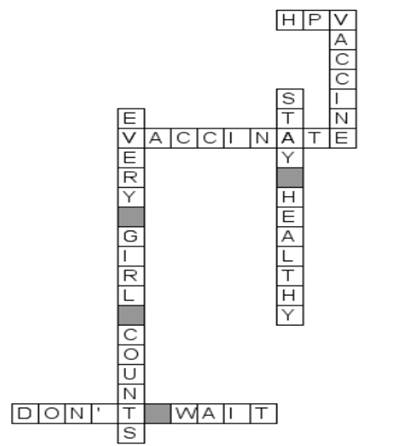 HPV
VACCINE
STAY HEALTHY
EVERY GIRL COUNTS
VACCINATE
DON'T WAIT